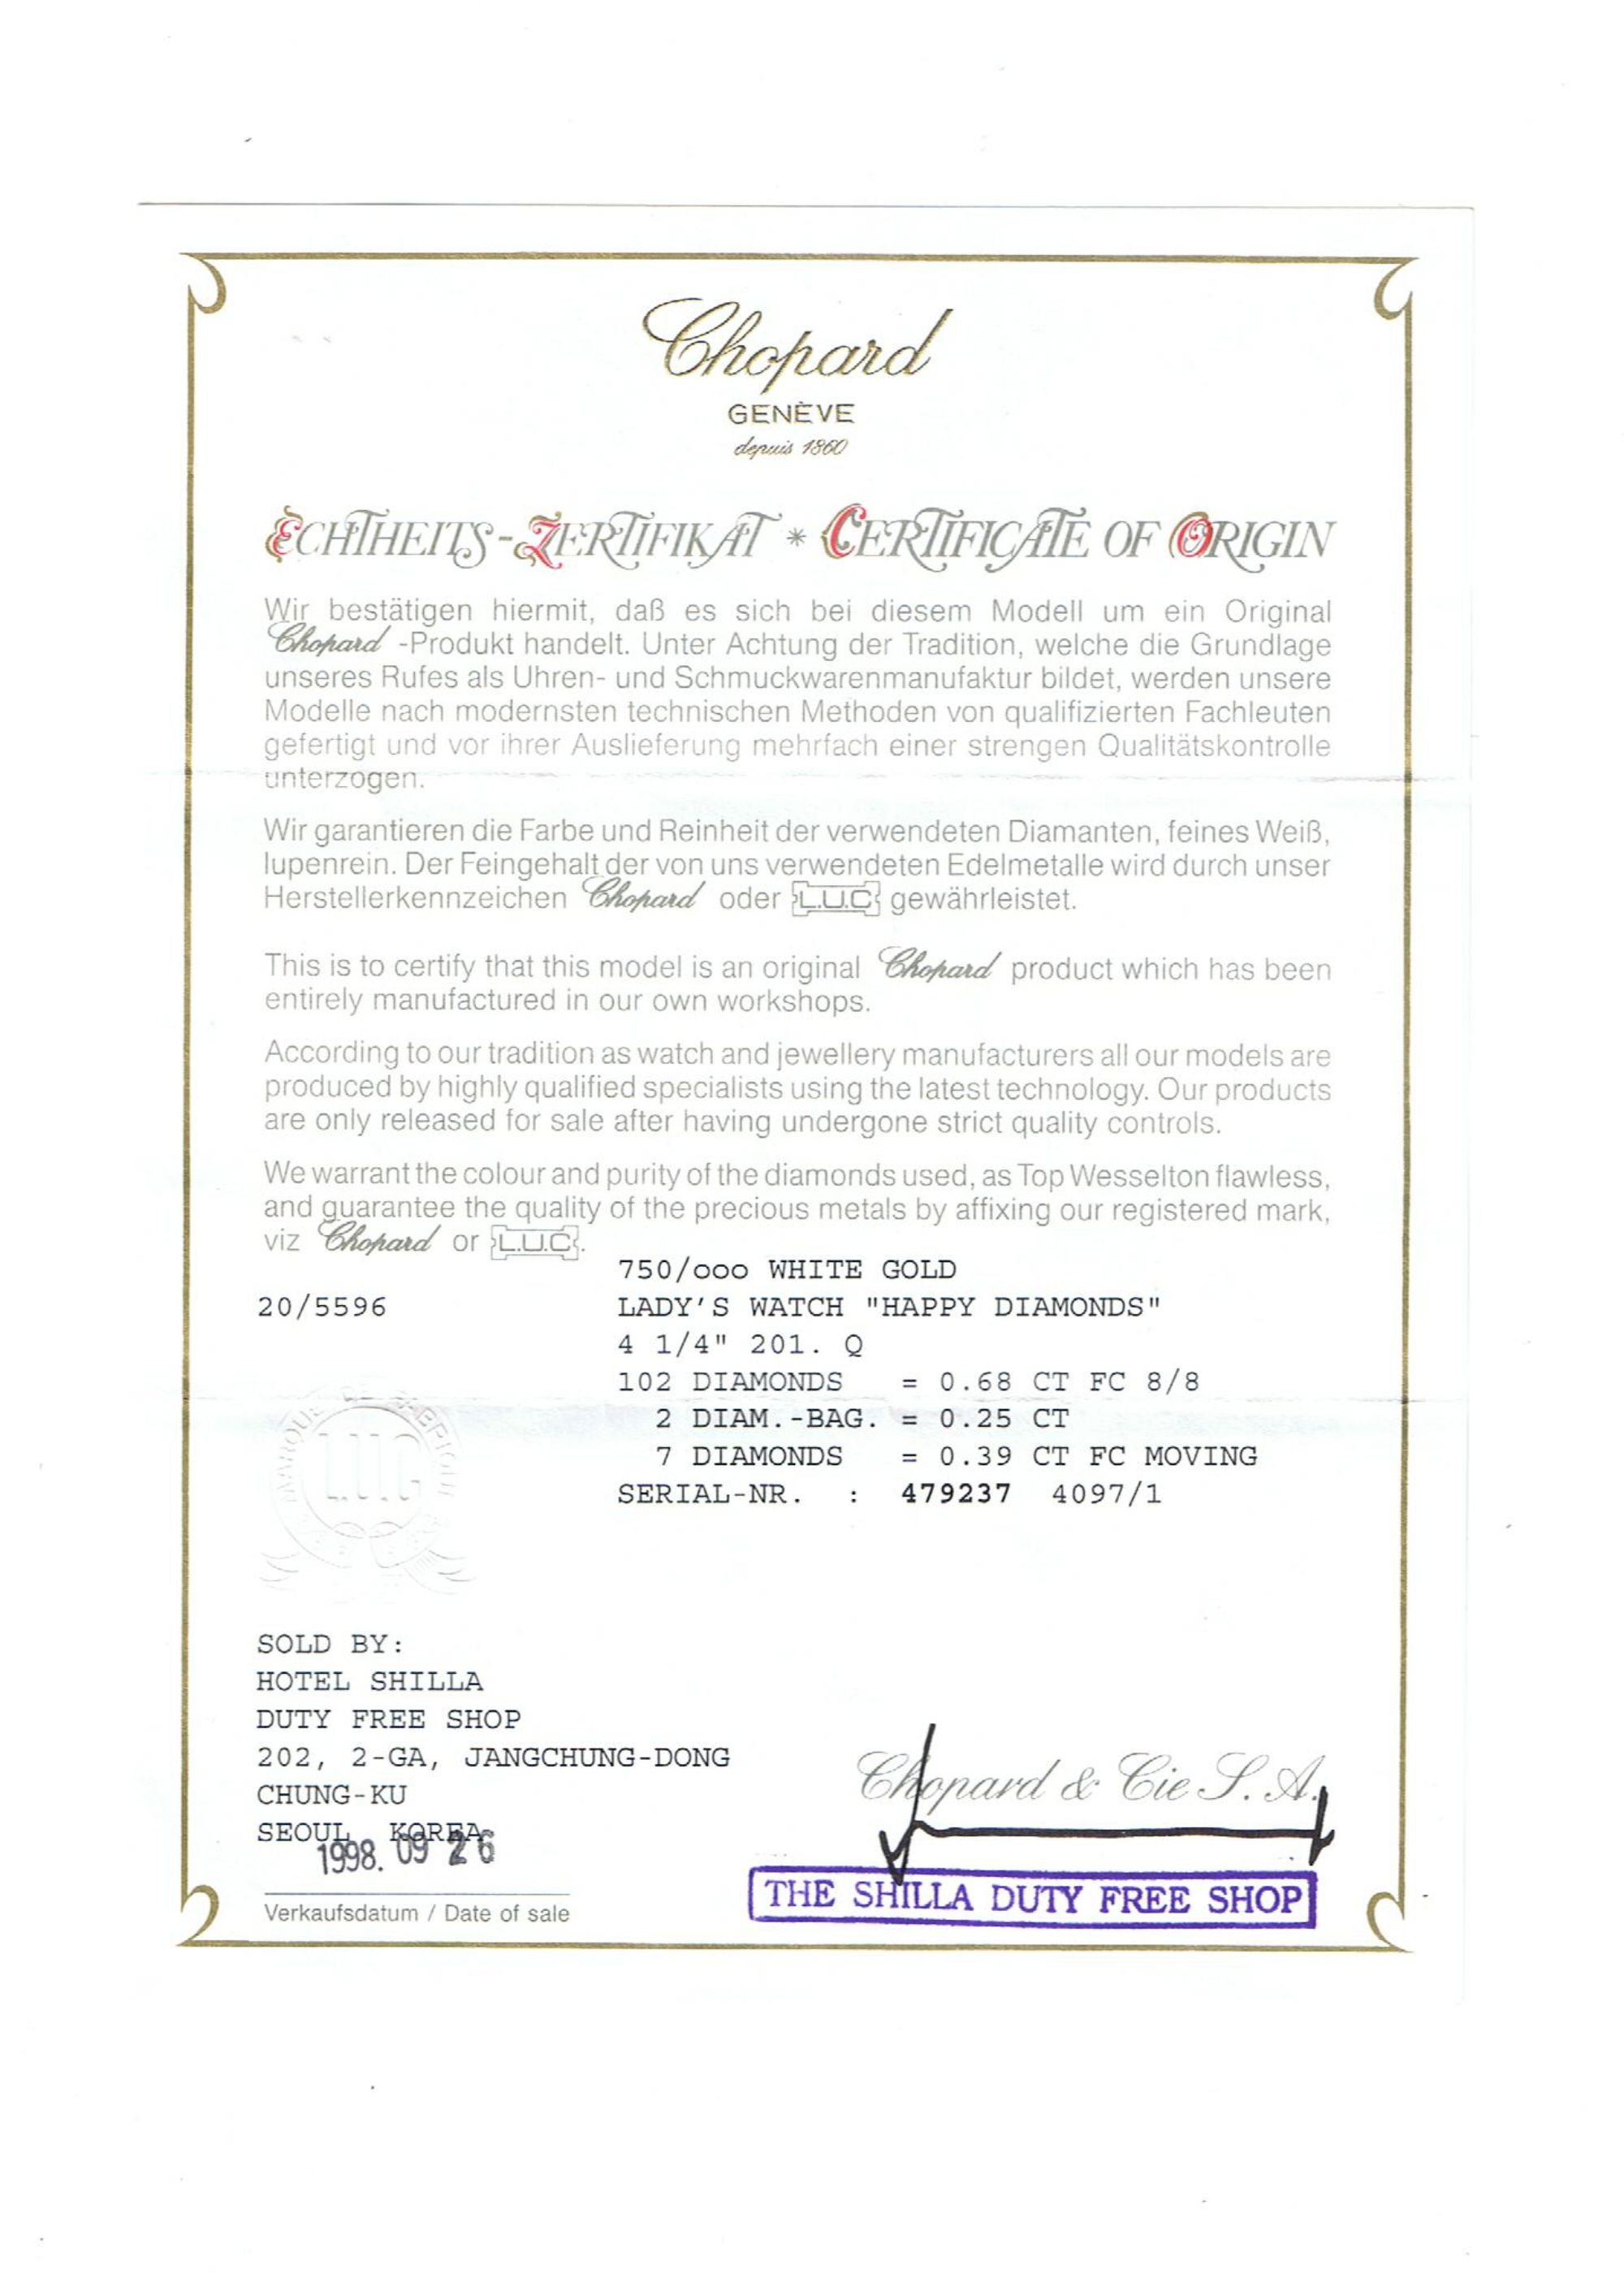 Chopard
GENÈVE
depuis 1860
ECHTHEITS-ZERTIFIKAT * CERTIFICATE OF ORIGIN
Wir bestätigen hiermit, daß es sich bei diesem Modell um ein Original
Chopard -Produkt handelt. Unter Achtung der Tradition, welche die Grundlage
unseres Rufes als Uhren- und Schmuckwarenmanufaktur bildet, werden unsere
Modelle nach modernsten technischen Methoden von qualifizierten Fachleuten
gefertigt und vor ihrer Auslieferung mehrfach einer strengen Qualitätskontrolle
unterzogen.
Wir garantieren die Farbe und Reinheit der verwendeten Diamanten, feines Weiß,
lupenrein. Der Feingehalt der von uns verwendeten Edelmetalle wird durch unser
Herstellerkennzeichen Chopard oder L.U.C gewährleistet.
This is to certify that this model is an original Chopard product which has been
entirely manufactured in our own workshops.
According to our tradition as watch and jewellery manufacturers all our models are
produced by highly qualified specialists using the latest technology. Our products
are only released for sale after having undergone strict quality controls.
We warrant the colour and purity of the diamonds used, as Top Wesselton flawless,
and guarantee the quality of the precious metals by affixing our registered mark,
viz Chopard or L.U.C.
750/ooo WHITE GOLD
20/5596 LADY'S WATCH "HAPPY DIAMONDS"
4 1/4" 201. Q
102 DIAMONDS = 0.68 CT FC 8/8
2 DIAM.-BAG. = 0.25 CT
7 DIAMONDS = 0.39 CT FC MOVING
SERIAL-NR. : 479237 4097/1
L.U.C
SOLD BY:
HOTEL SHILLA
DUTY FREE SHOP
202, 2-GA, JANGCHUNG-DONG
CHUNG-KU
SEOUL KOREA
1998. 09 26
Verkaufsdatum / Date of sale
Chopard & Cie S. A.
THE SHILLA DUTY FREE SHOP